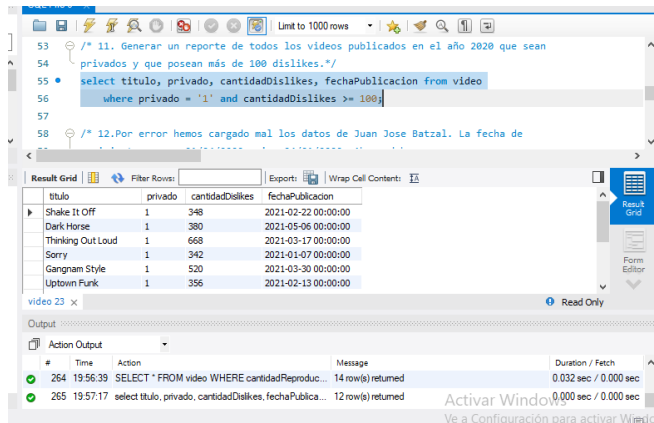 Limit to 1000 rows
53 /* 11. Generar un reporte de todos los videos publicados en el año 2020 que sean
54 privados y que posean más de 100 dislikes.*/
55 select titulo, privado, cantidadDislikes, fechaPublicacion from video
56 where privado = '1' and cantidadDislikes >= 100;
57
58 /* 12.Por error hemos cargado mal los datos de Juan Jose Batzal. La fecha de
Result Grid Filter Rows: Export: Wrap Cell Content:
titulo privado cantidadDislikes fechaPublicacion
Shake It Off 1 348 2021-02-22 00:00:00
Dark Horse 1 380 2021-05-06 00:00:00
Thinking Out Loud 1 668 2021-03-17 00:00:00
Sorry 1 342 2021-01-07 00:00:00
Gangnam Style 1 520 2021-03-30 00:00:00
Uptown Funk 1 356 2021-02-13 00:00:00
Result
Grid
Form
Editor
video 23 Read Only
Output
Action Output
# Time Action Message Duration / Fetch
264 19:56:39 SELECT * FROM video WHERE cantidadReproduc... 14 row(s) returned 0.032 sec / 0.000 sec
265 19:57:17 select titulo, privado, cantidadDislikes, fechaPublica... 12 row(s) returned 0.000 sec / 0.000 sec
Activar Windows
Ve a Configuración para activar Windo